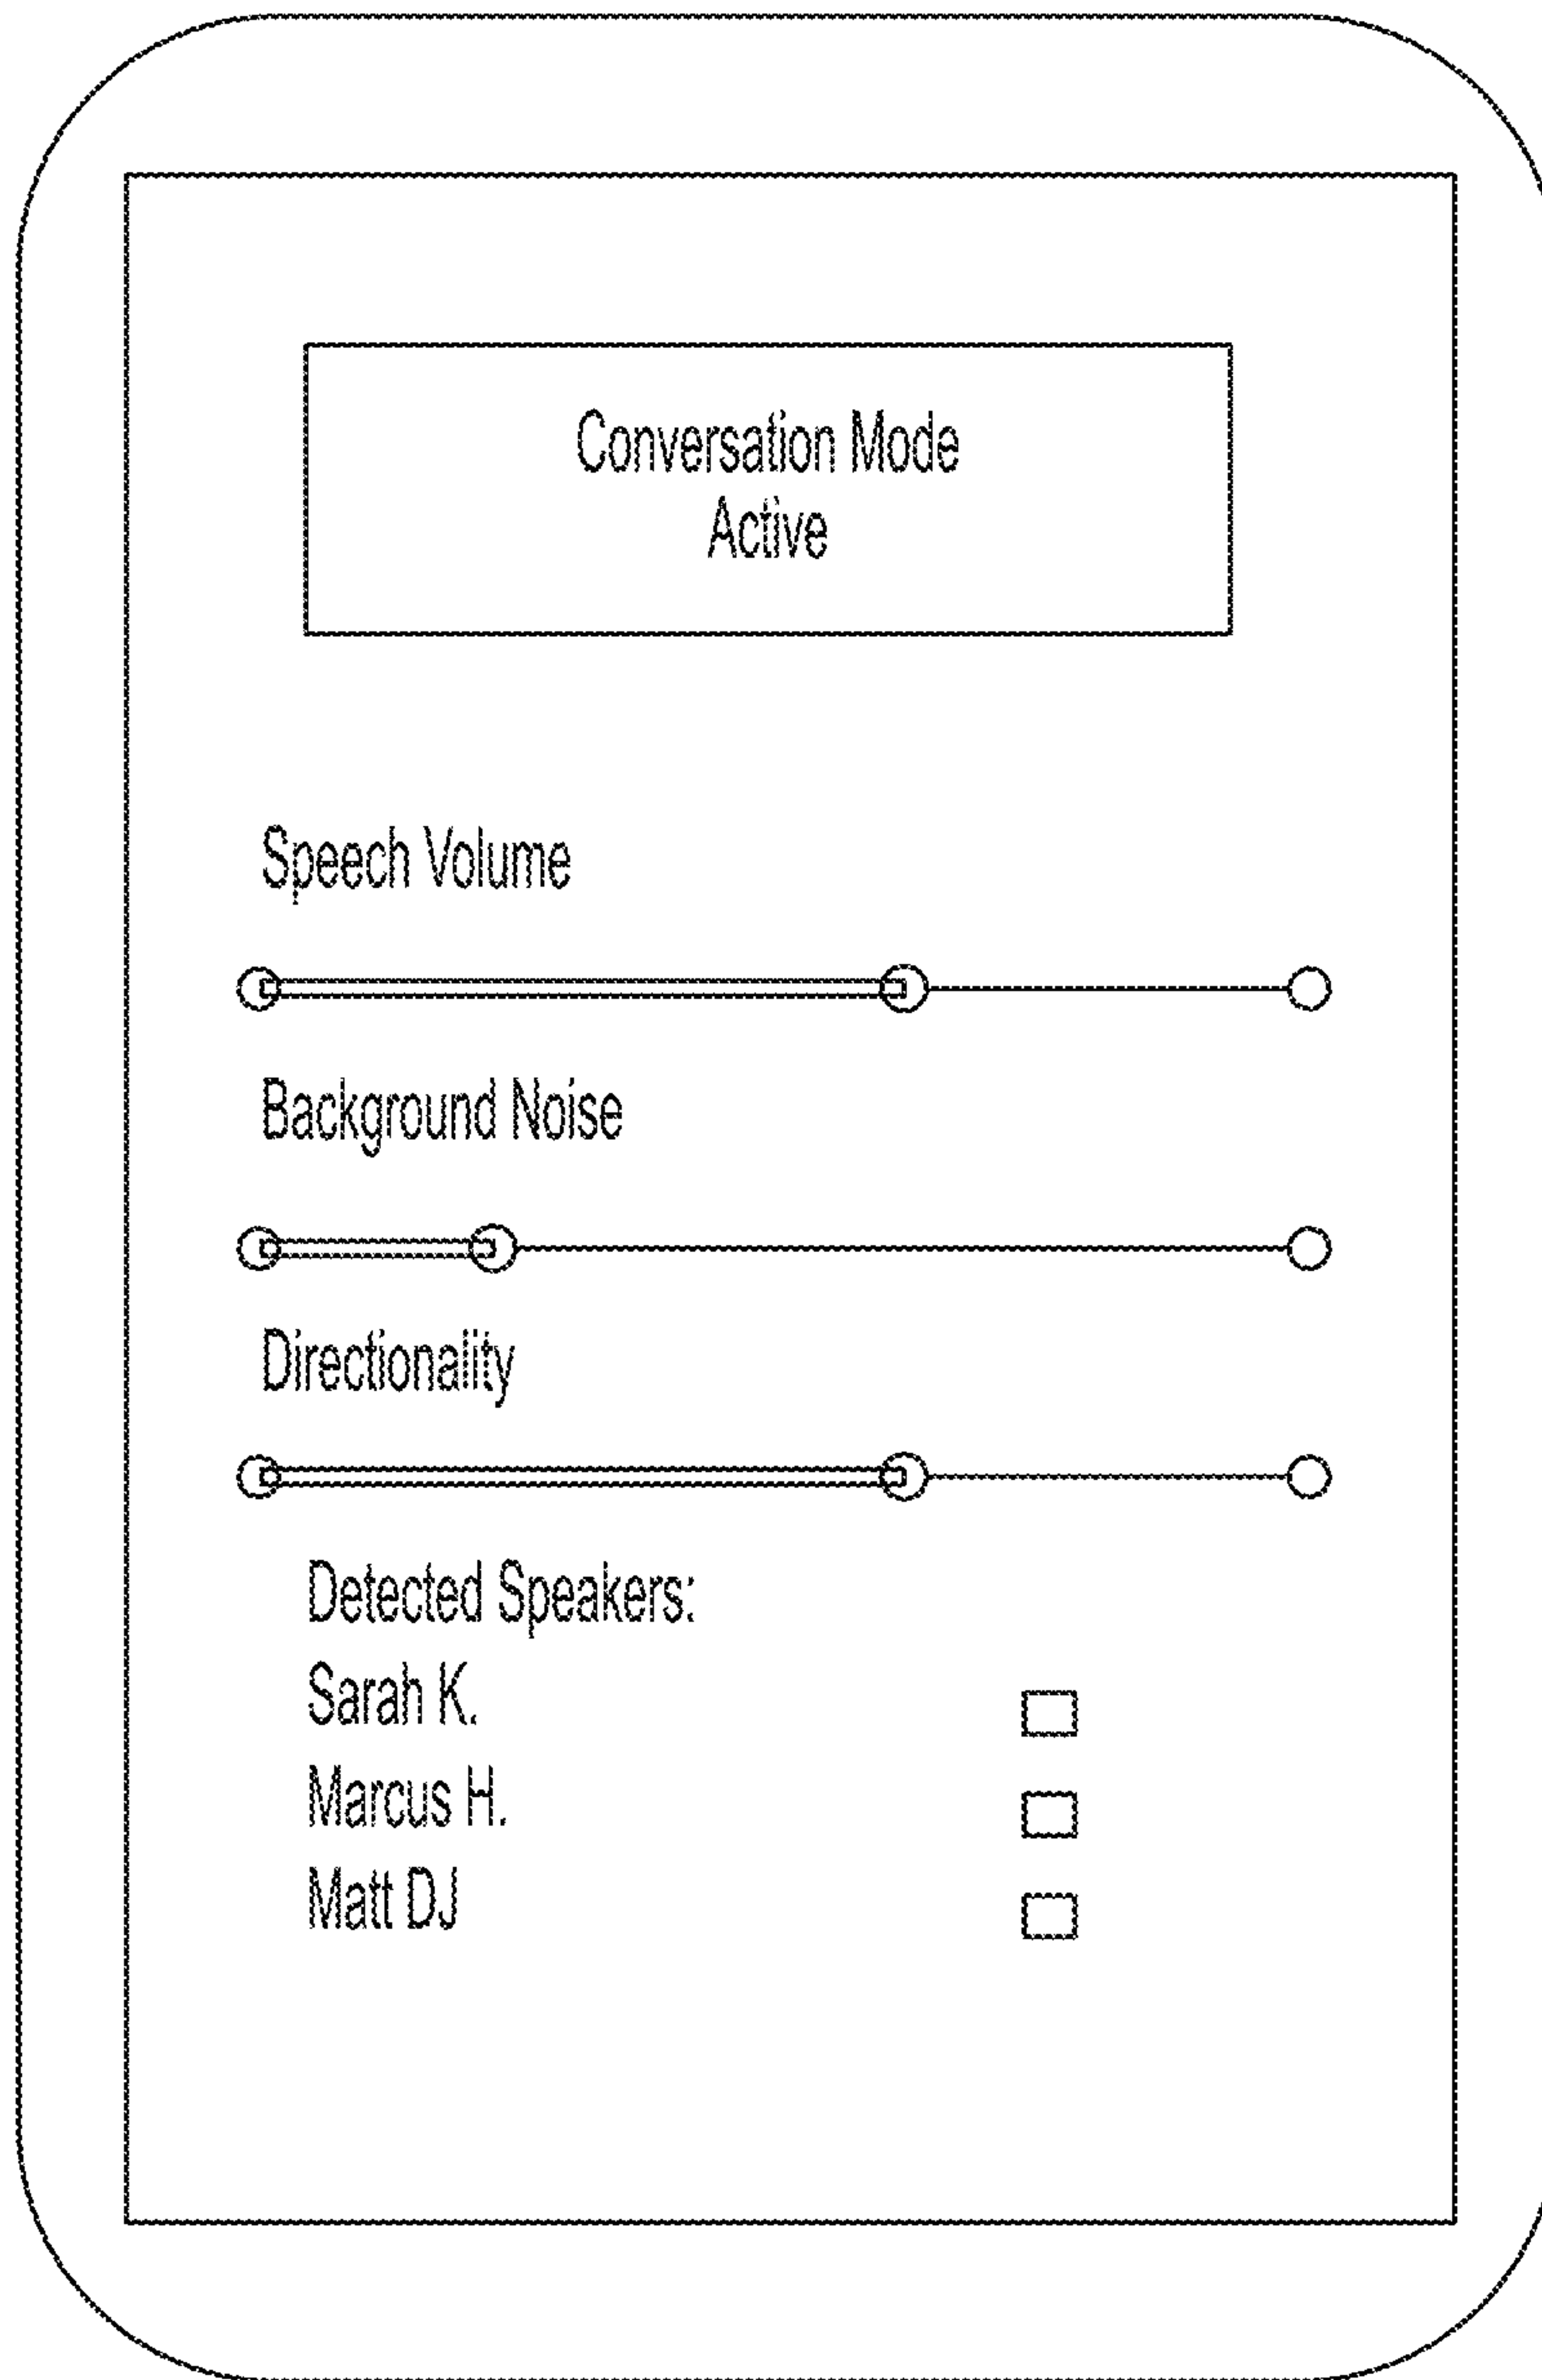 Conversation Mode
Active
Speech Volume
Background Noise
Directionality
Detected Speakers:
Sarah K.
Marcus H.
Matt DJ